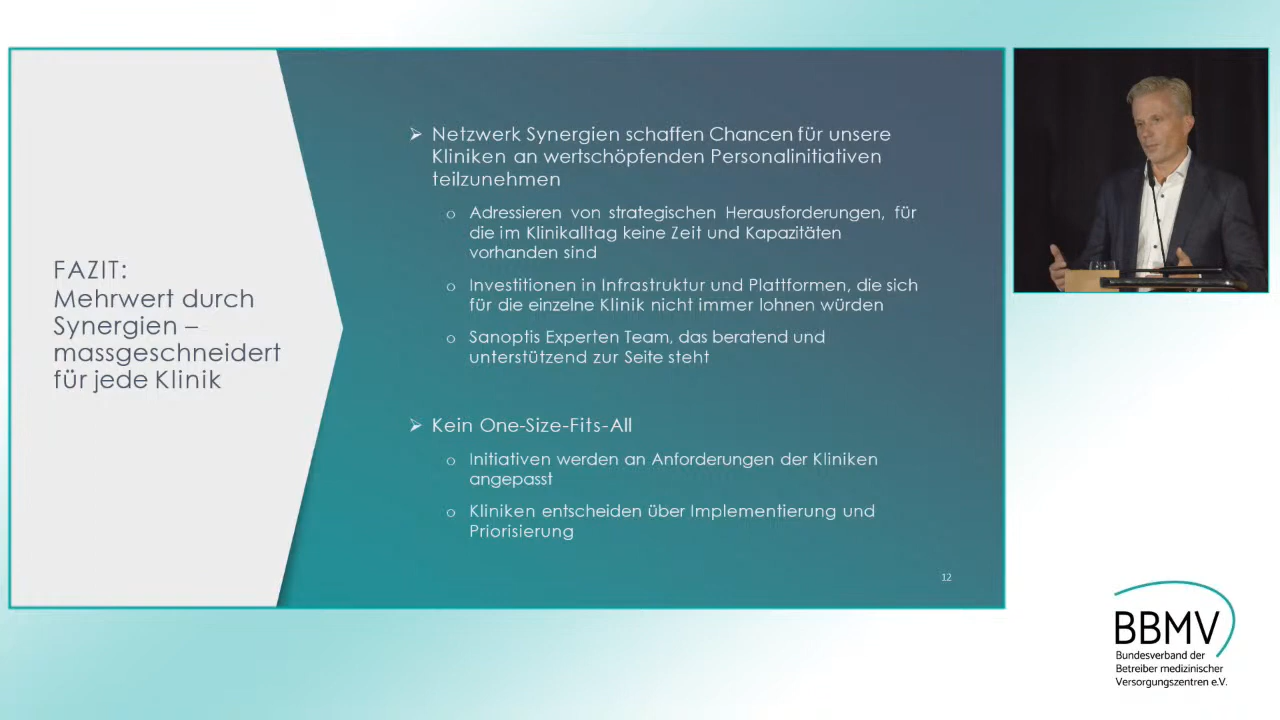 FAZIT:
Mehrwert durch
Synergien –
massgeschneidert
für jede Klinik
Netzwerk Synergien schaffen Chancen für unsere
Kliniken an wertschöpfenden Personalinitiativen
teilzunehmen
Adressieren von strategischen Herausforderungen, für
die im Klinikalltag keine Zeit und Kapazitäten
vorhanden sind
Investitionen in Infrastruktur und Plattformen, die sich
für die einzelne Klinik nicht immer lohnen würden
Sanoptis Experten Team, das beratend und
unterstützend zur Seite steht
Kein One-Size-Fits-All
Initiativen werden an Anforderungen der Kliniken
angepasst
Kliniken entscheiden über Implementierung und
Priorisierung
12
BBMV
Bundesverband der
Betreiber medizinischer
Versorgungszentren e.V.